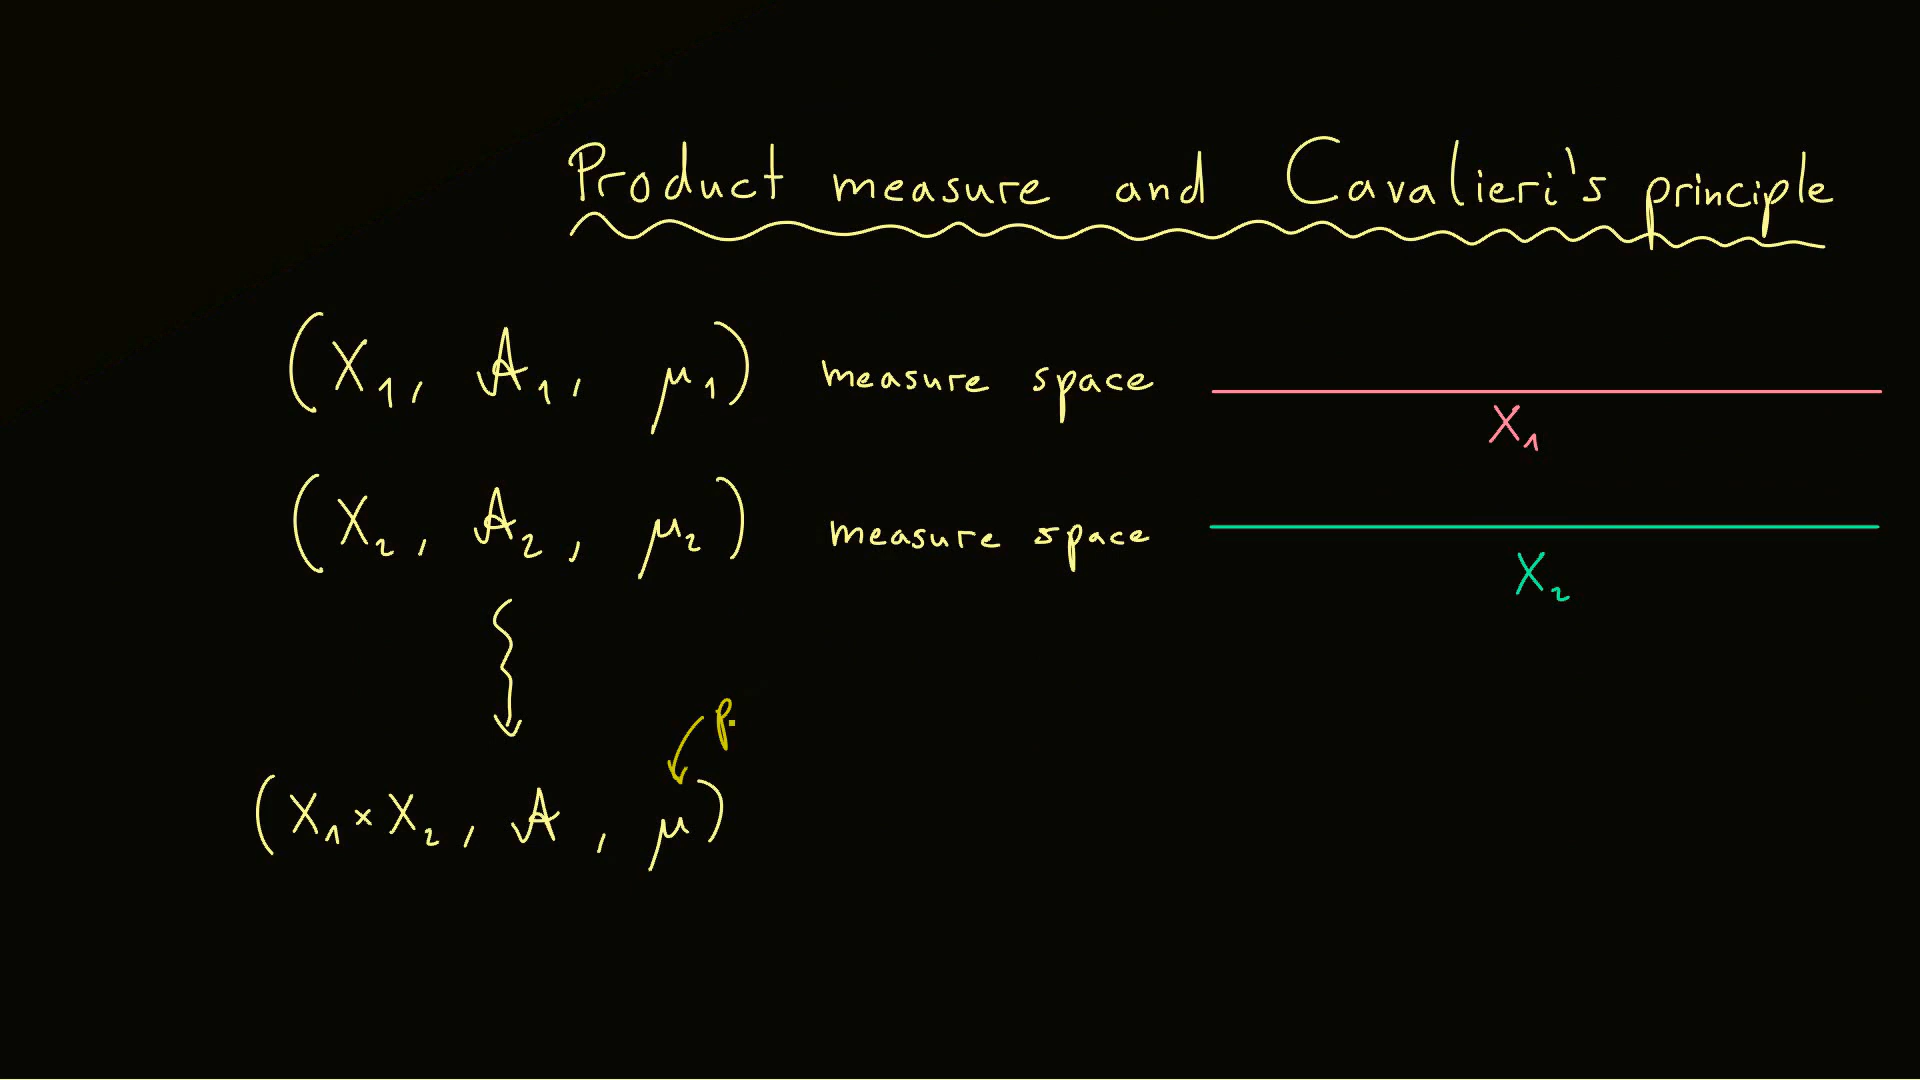 Product measure and Cavalieri's principle
(X₁, A₁, μ₁) measure space
X₁
(X₂, A₂, μ₂) measure space
X₂
p.
(X₁ × X₂, A, μ)